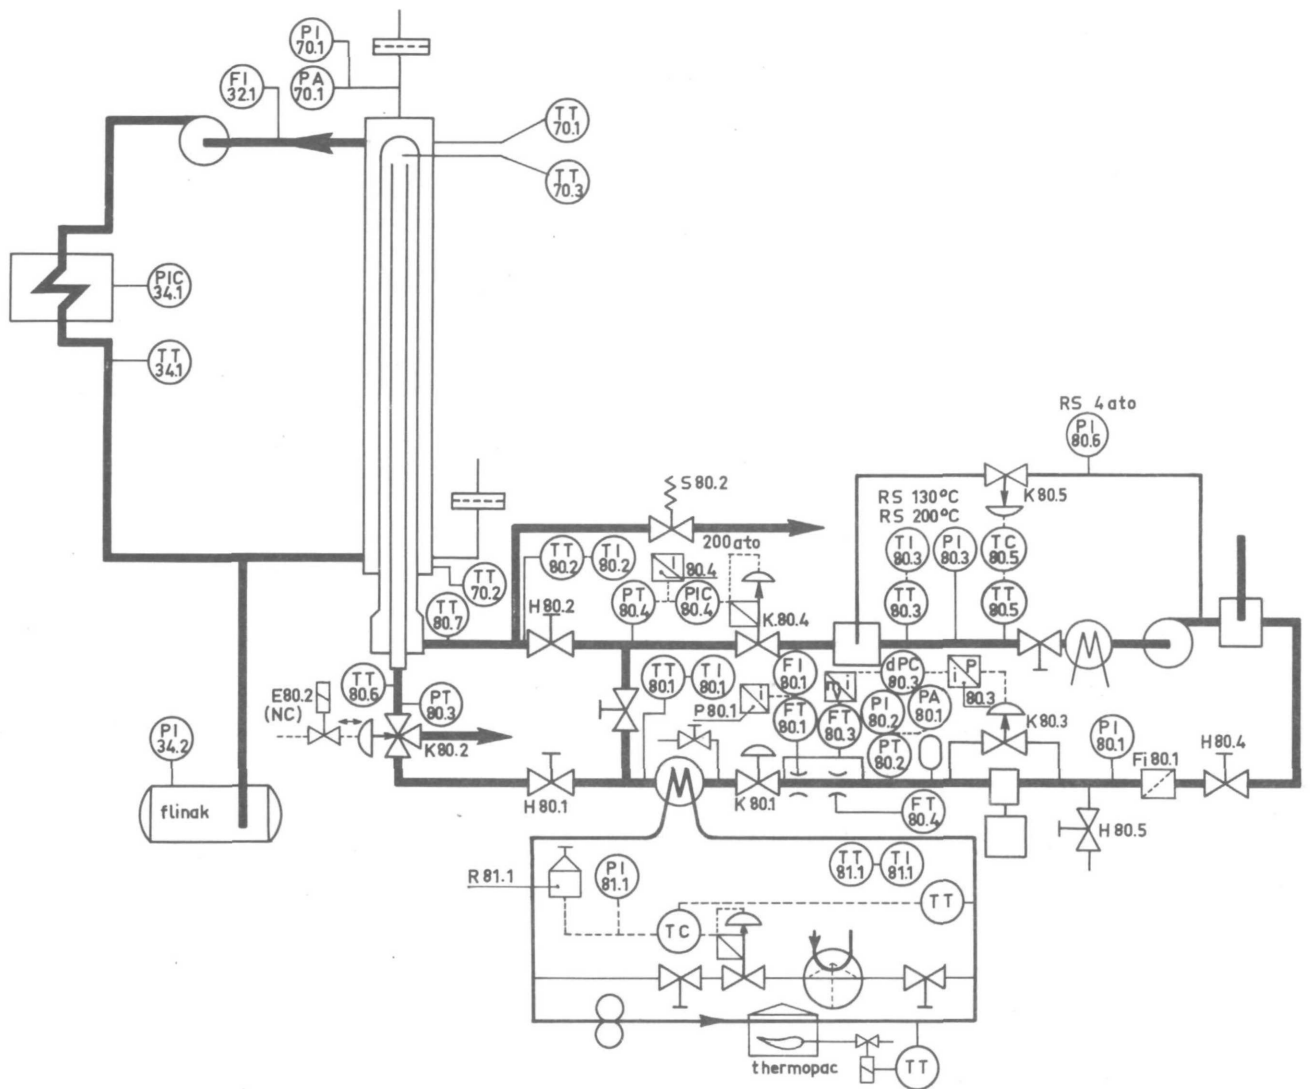 PI
70.1
PA
70.1
FI
32.1
TT
70.1
TT
70.3
PIC
34.1
TT
34.1
RS 4 ato
PI
80.6
K80.5
S 80.2
RS 130°C
RS 200°C
200 ato
TI
80.3
PI
80.3
TC
80.5
TT
80.2
TI
80.2
i
80.4
TT
70.2
PT
80.4
PIC
80.4
TT
80.3
TT
80.5
TT
80.7
H 80.2
K.80.4
TT
80.6
TT
80.1
TI
80.1
FI
80.1
m i
dPC
80.3
i P
80.3
E80.2
(NC)
PT
80.3
P 80.1
i
FT
80.1
FT
80.3
PI
80.2
PA
80.1
K80.3
PI
80.1
H 80.4
K80.2
PT
80.2
Fi 80.1
PI
34.2
H 80.1
K 80.1
FT
80.4
H 80.5
flinak
R 81.1
PI
81.1
TT
81.1
TI
81.1
TT
TC
thermopac
TT